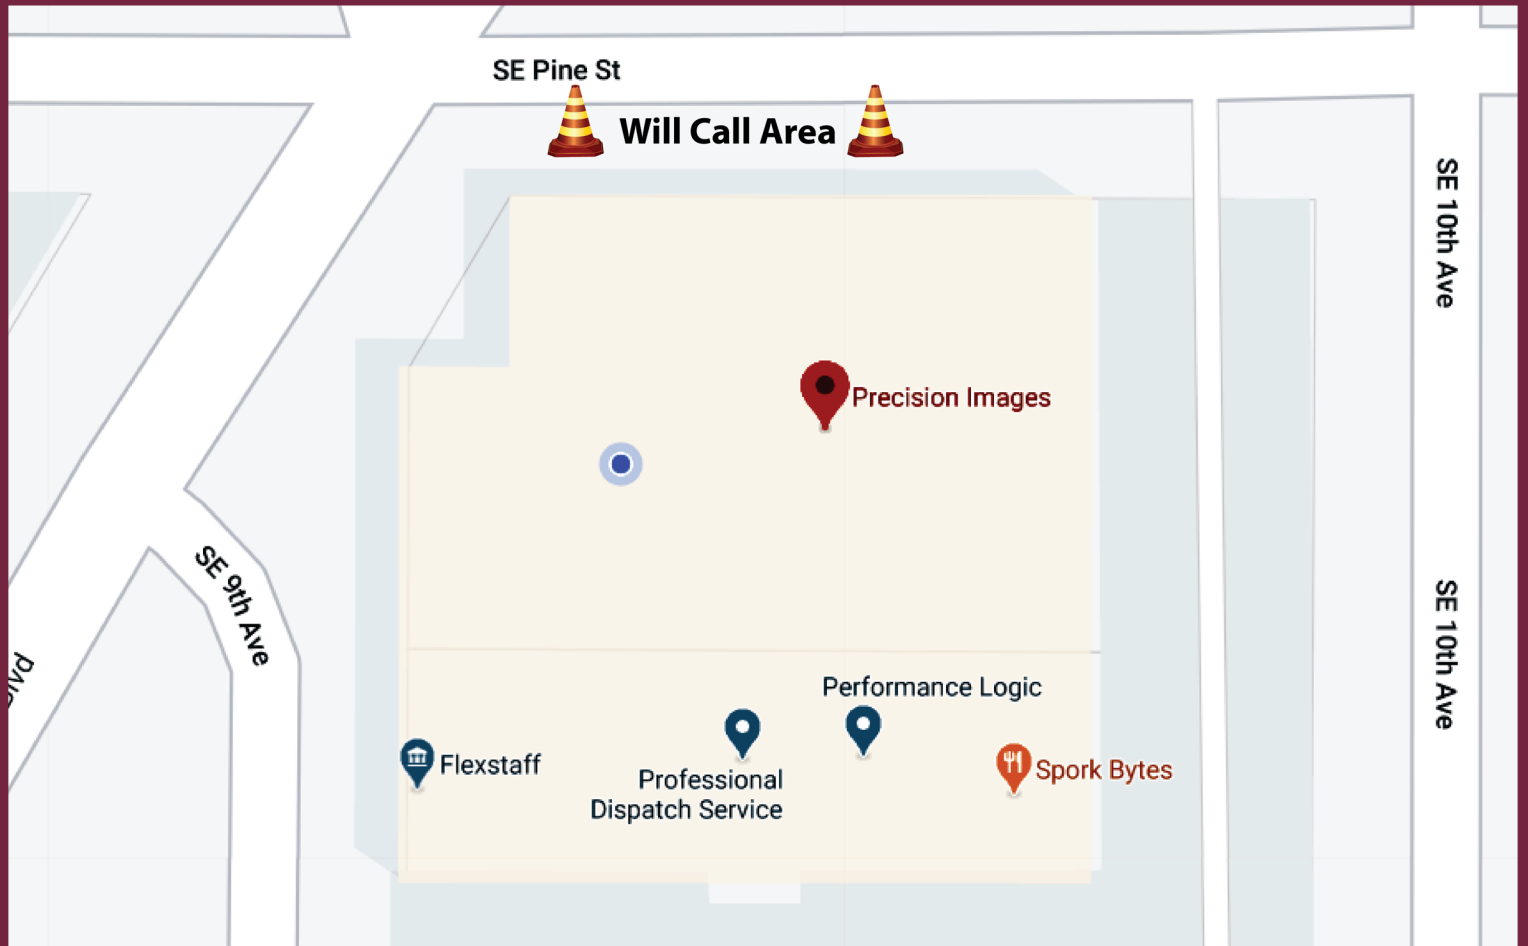 SE Pine St
Will Call Area
SE 10th Ave
Precision Images
SE 9th Ave
SE 10th Ave
Performance Logic
Flexstaff
Professional
Dispatch Service
Spork Bytes